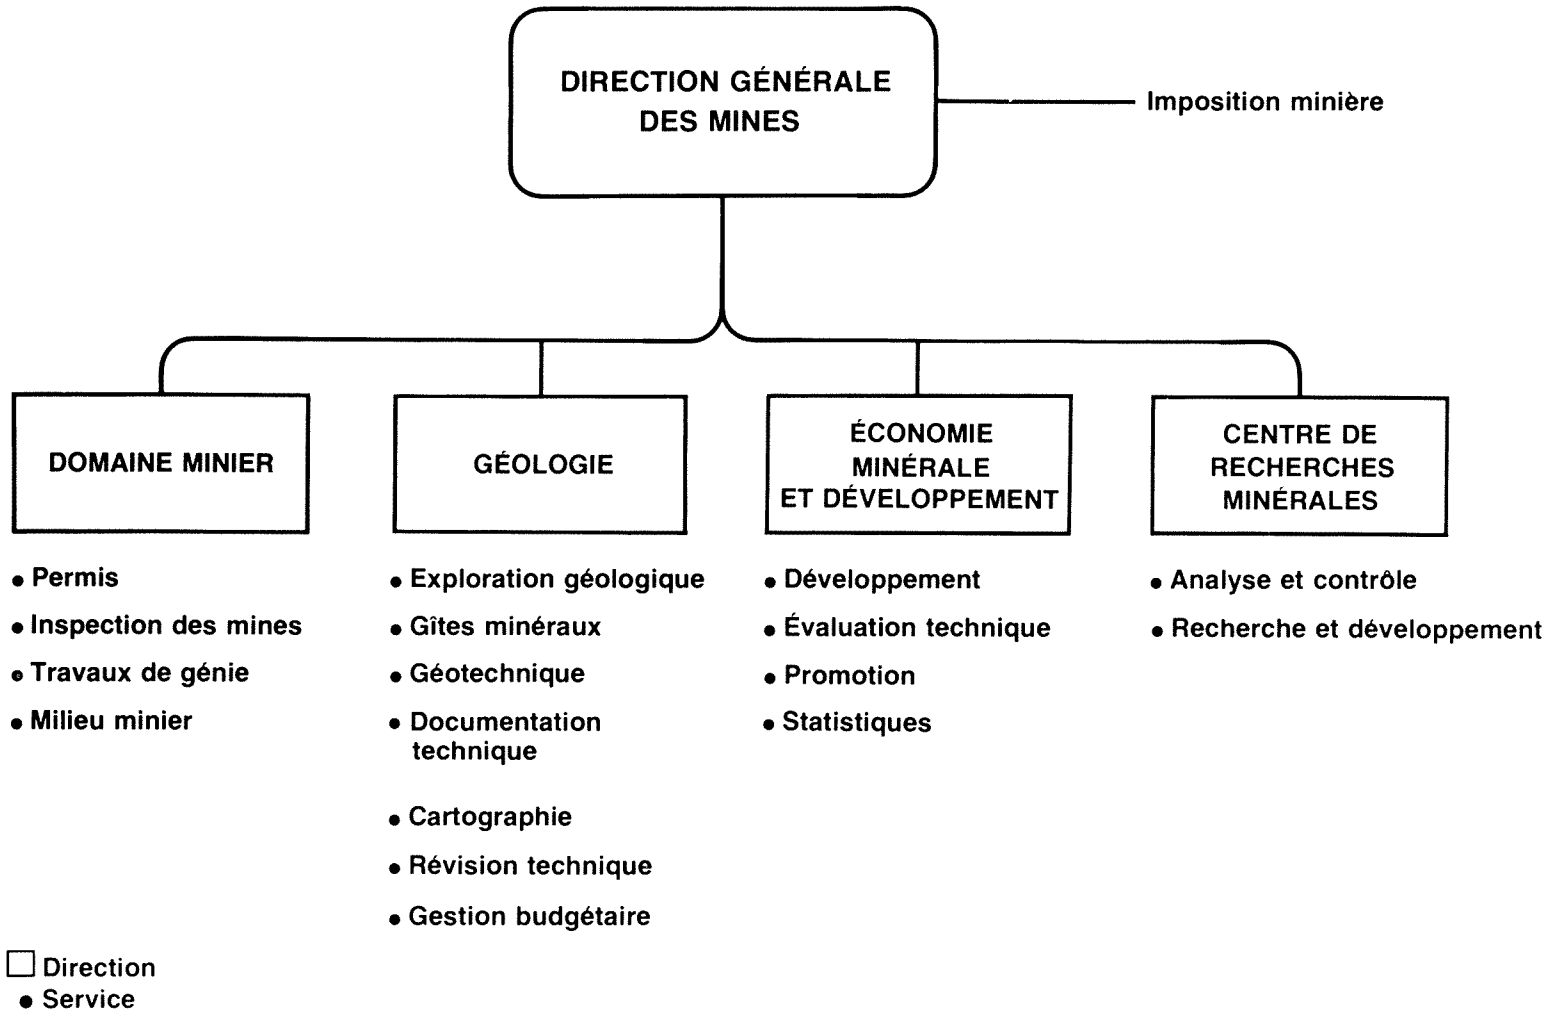 DIRECTION GÉNÉRALE
DES MINES
Imposition minière
DOMAINE MINIER
• Permis
• Inspection des mines
• Travaux de génie
• Milieu minier
GÉOLOGIE
• Exploration géologique
• Gîtes minéraux
• Géotechnique
• Documentation
technique
• Cartographie
• Révision technique
• Gestion budgétaire
ÉCONOMIE
MINÉRALE
ET DÉVELOPPEMENT
• Développement
• Évaluation technique
• Promotion
• Statistiques
CENTRE DE
RECHERCHES
MINÉRALES
• Analyse et contrôle
• Recherche et développement
Direction
• Service